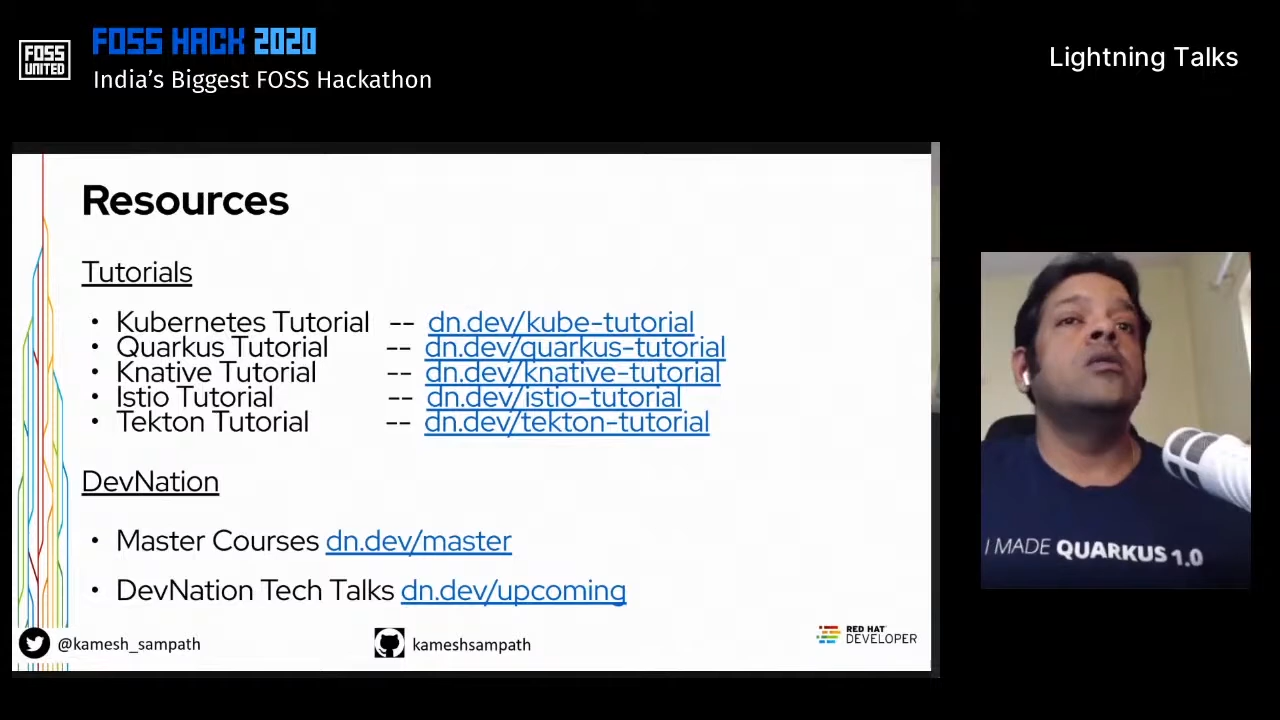 FOSS UNITED
FOSS HACK 2020
India’s Biggest FOSS Hackathon
Lightning Talks
Resources
Tutorials
• Kubernetes Tutorial -- dn.dev/kube-tutorial
• Quarkus Tutorial -- dn.dev/quarkus-tutorial
• Knative Tutorial -- dn.dev/knative-tutorial
• Istio Tutorial -- dn.dev/istio-tutorial
• Tekton Tutorial -- dn.dev/tekton-tutorial
DevNation
• Master Courses dn.dev/master
• DevNation Tech Talks dn.dev/upcoming
@kamesh_sampath
kameshsampath
RED HAT
DEVELOPER
I MADE QUARKUS 1.0